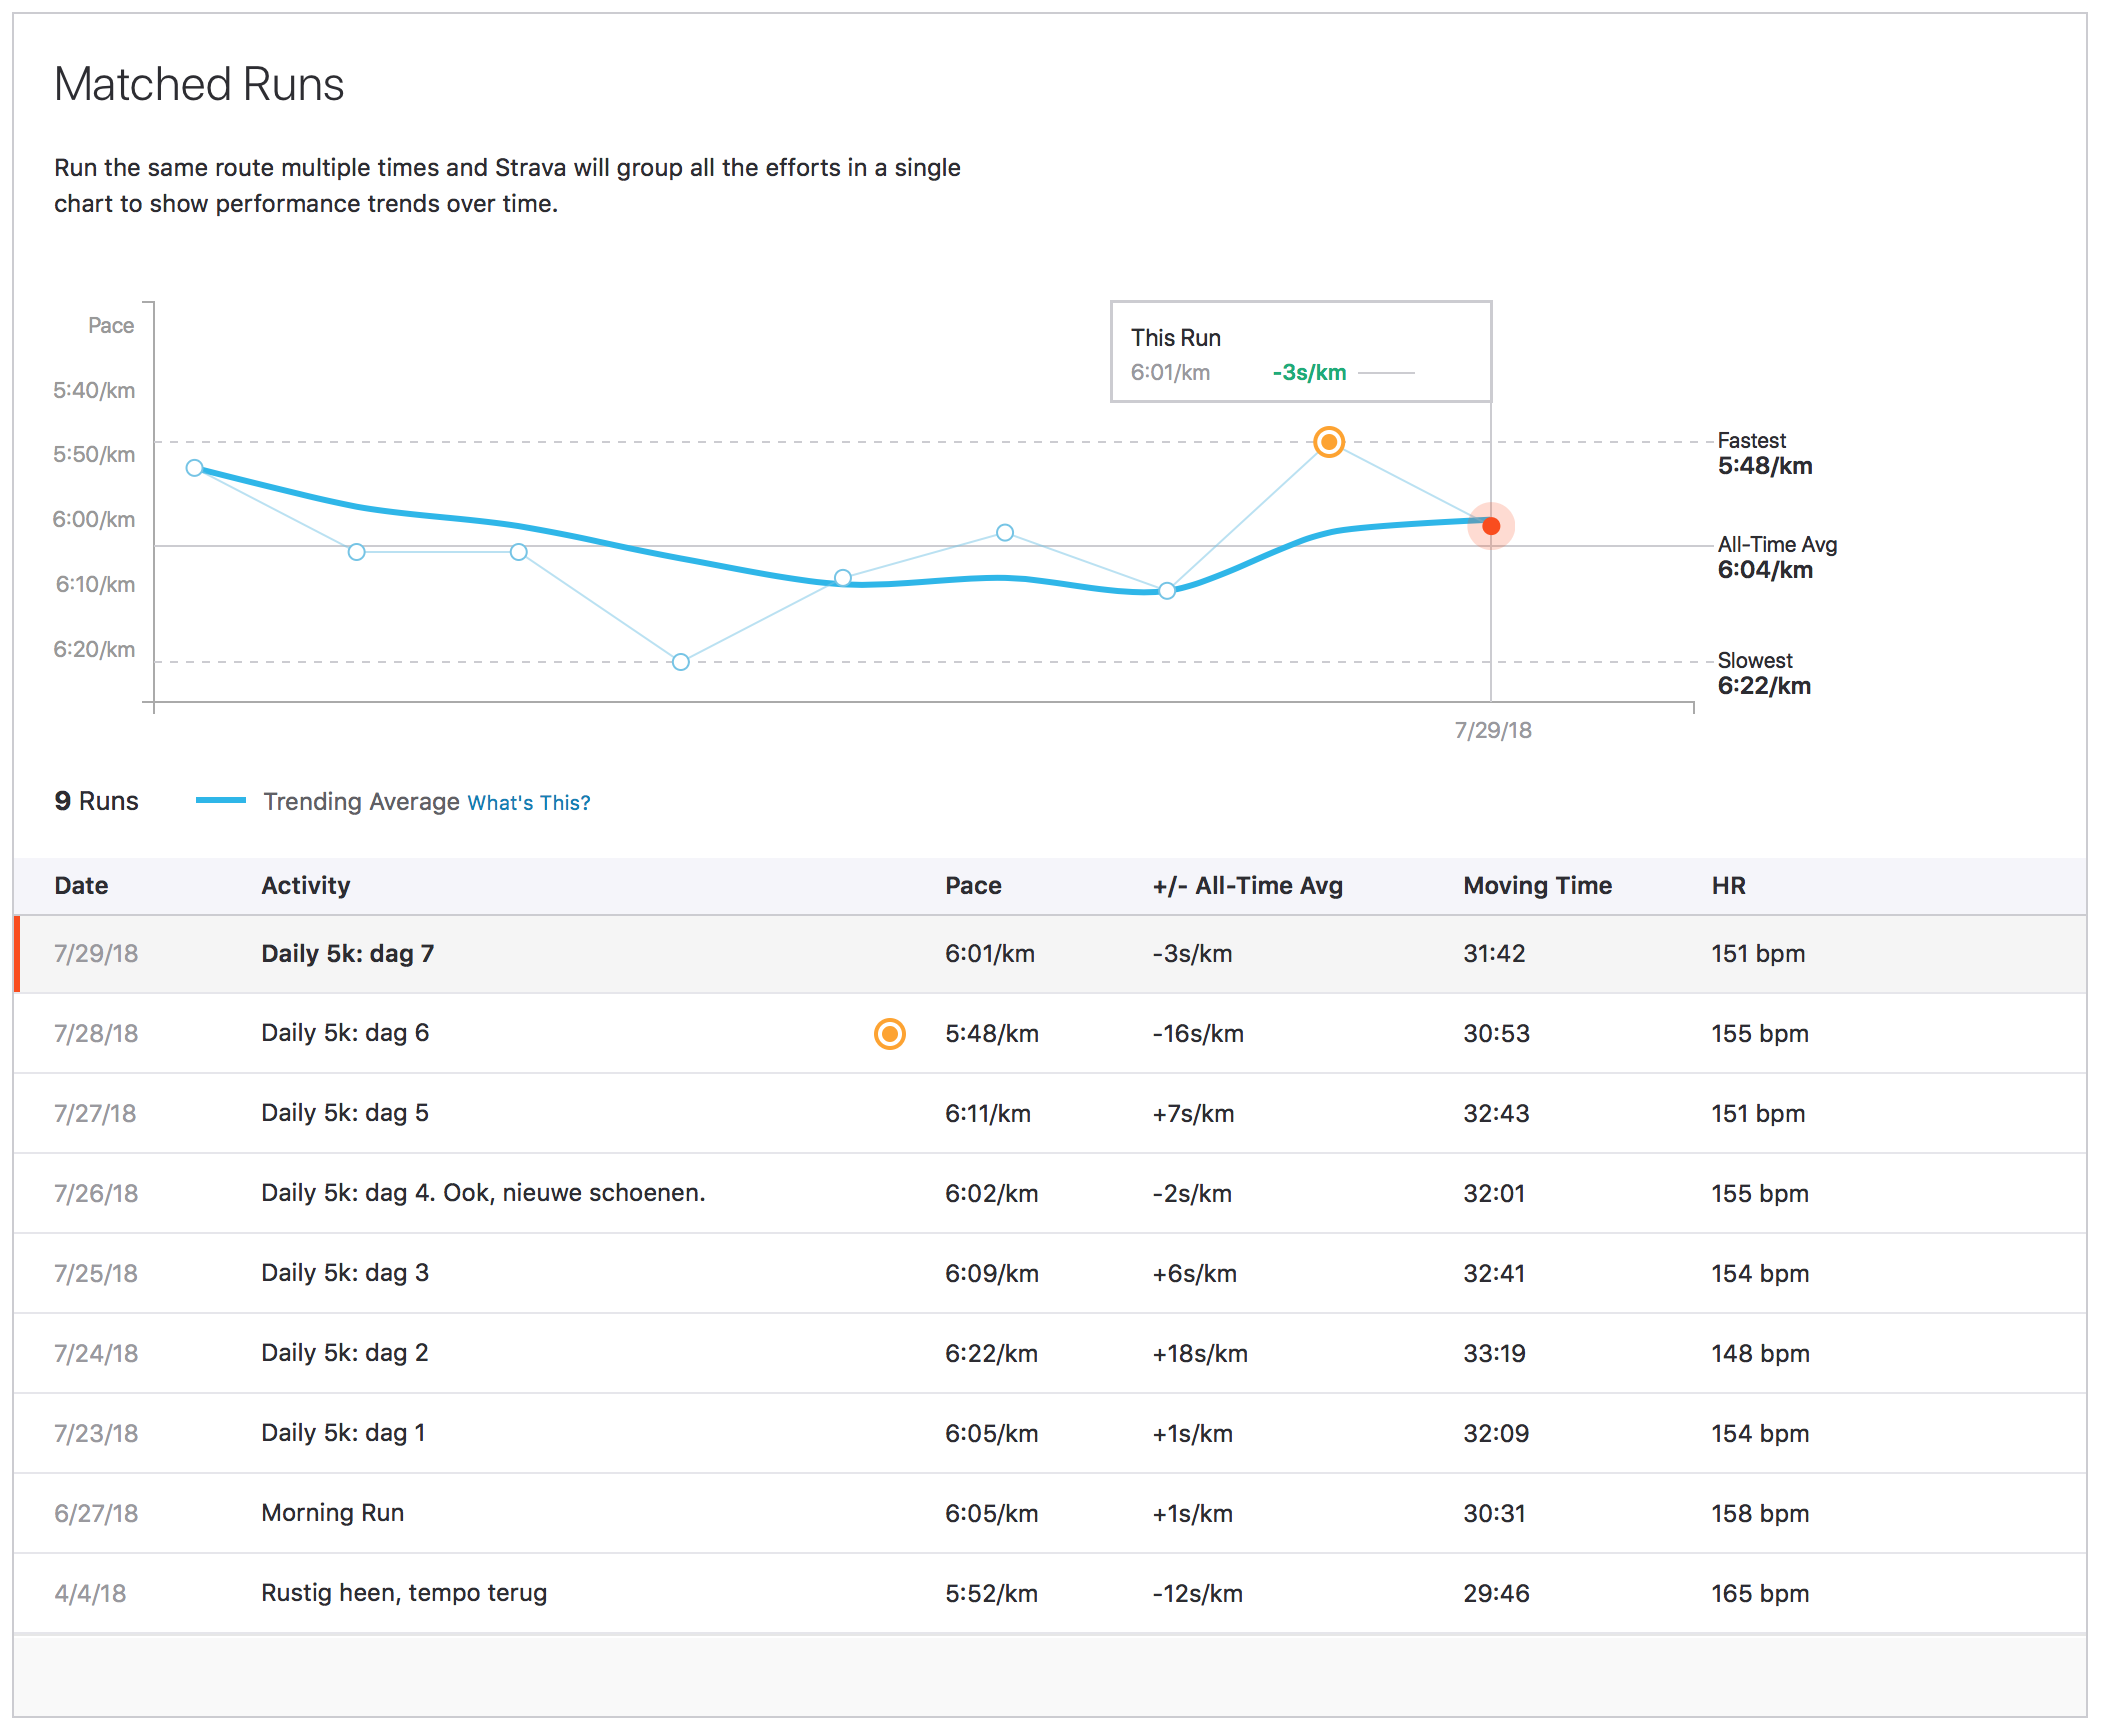 Matched Runs
Run the same route multiple times and Strava will group all the efforts in a single
chart to show performance trends over time.
Pace
5:40/km
5:50/km
6:00/km
6:10/km
6:20/km
This Run
6:01/km -3s/km
Fastest
5:48/km
All-Time Avg
6:04/km
Slowest
6:22/km
7/29/18
9 Runs Trending Average What's This?
Date Activity Pace +/- All-Time Avg Moving Time HR
7/29/18 Daily 5k: dag 7 6:01/km -3s/km 31:42 151 bpm
7/28/18 Daily 5k: dag 6 5:48/km -16s/km 30:53 155 bpm
7/27/18 Daily 5k: dag 5 6:11/km +7s/km 32:43 151 bpm
7/26/18 Daily 5k: dag 4. Ook, nieuwe schoenen. 6:02/km -2s/km 32:01 155 bpm
7/25/18 Daily 5k: dag 3 6:09/km +6s/km 32:41 154 bpm
7/24/18 Daily 5k: dag 2 6:22/km +18s/km 33:19 148 bpm
7/23/18 Daily 5k: dag 1 6:05/km +1s/km 32:09 154 bpm
6/27/18 Morning Run 6:05/km +1s/km 30:31 158 bpm
4/4/18 Rustig heen, tempo terug 5:52/km -12s/km 29:46 165 bpm